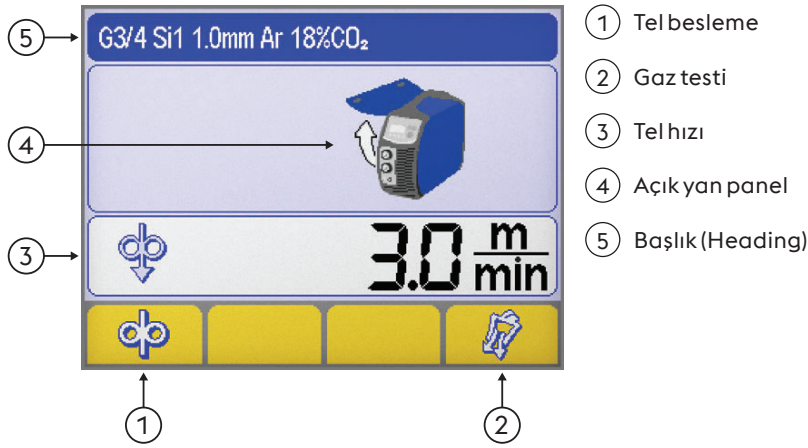 5
G3/4 Si1 1.0mm Ar 18%CO₂
4
3
3.0 m/min
1
2
1 Tel besleme
2 Gaz testi
3 Tel hızı
4 Açık yan panel
5 Başlık (Heading)